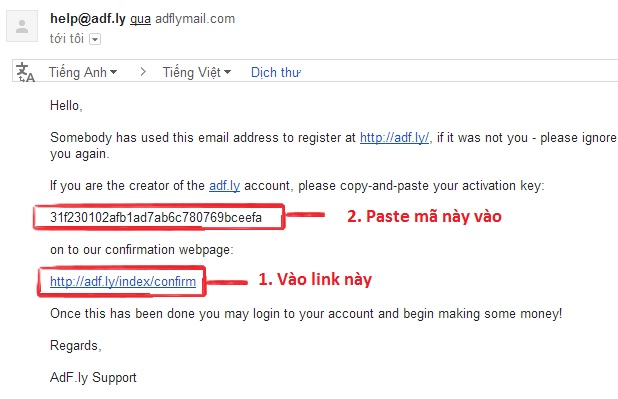 help@adf.ly qua adflymail.com
tới tôi
Tiếng Anh > Tiếng Việt Dịch thư
Hello,
Somebody has used this email address to register at http://adf.ly/, if it was not you - please ignore
you again.
If you are the creator of the adf.ly account, please copy-and-paste your activation key:
31f230102afb1ad7ab6c780769bceefa
2. Paste mã này vào
on to our confirmation webpage:
http://adf.ly/index/confirm
1. Vào link này
Once this has been done you may login to your account and begin making some money!
Regards,
AdF.ly Support